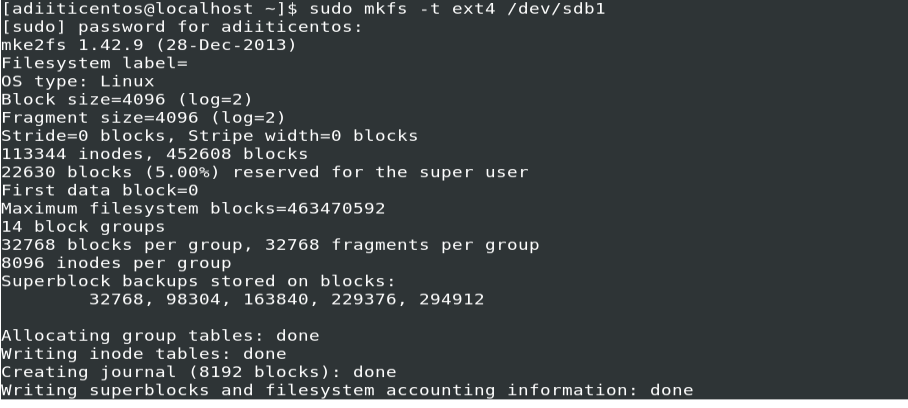 [adiiticentos@localhost ~]$ sudo mkfs -t ext4 /dev/sdb1
[sudo] password for adiiticentos:
mke2fs 1.42.9 (28-Dec-2013)
Filesystem label=
OS type: Linux
Block size=4096 (log=2)
Fragment size=4096 (log=2)
Stride=0 blocks, Stripe width=0 blocks
113344 inodes, 452608 blocks
22630 blocks (5.00%) reserved for the super user
First data block=0
Maximum filesystem blocks=463470592
14 block groups
32768 blocks per group, 32768 fragments per group
8096 inodes per group
Superblock backups stored on blocks:
        32768, 98304, 163840, 229376, 294912

Allocating group tables: done
Writing inode tables: done
Creating journal (8192 blocks): done
Writing superblocks and filesystem accounting information: done